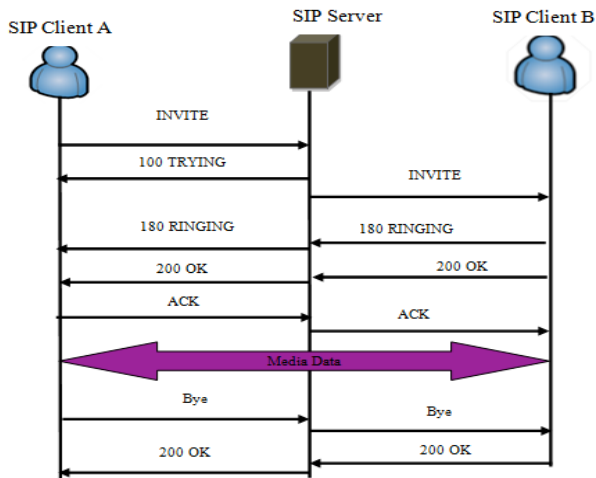 SIP Client A
SIP Server
SIP Client B
INVITE
100 TRYING
INVITE
180 RINGING
180 RINGING
200 OK
200 OK
ACK
ACK
Media Data
Bye
Bye
200 OK
200 OK